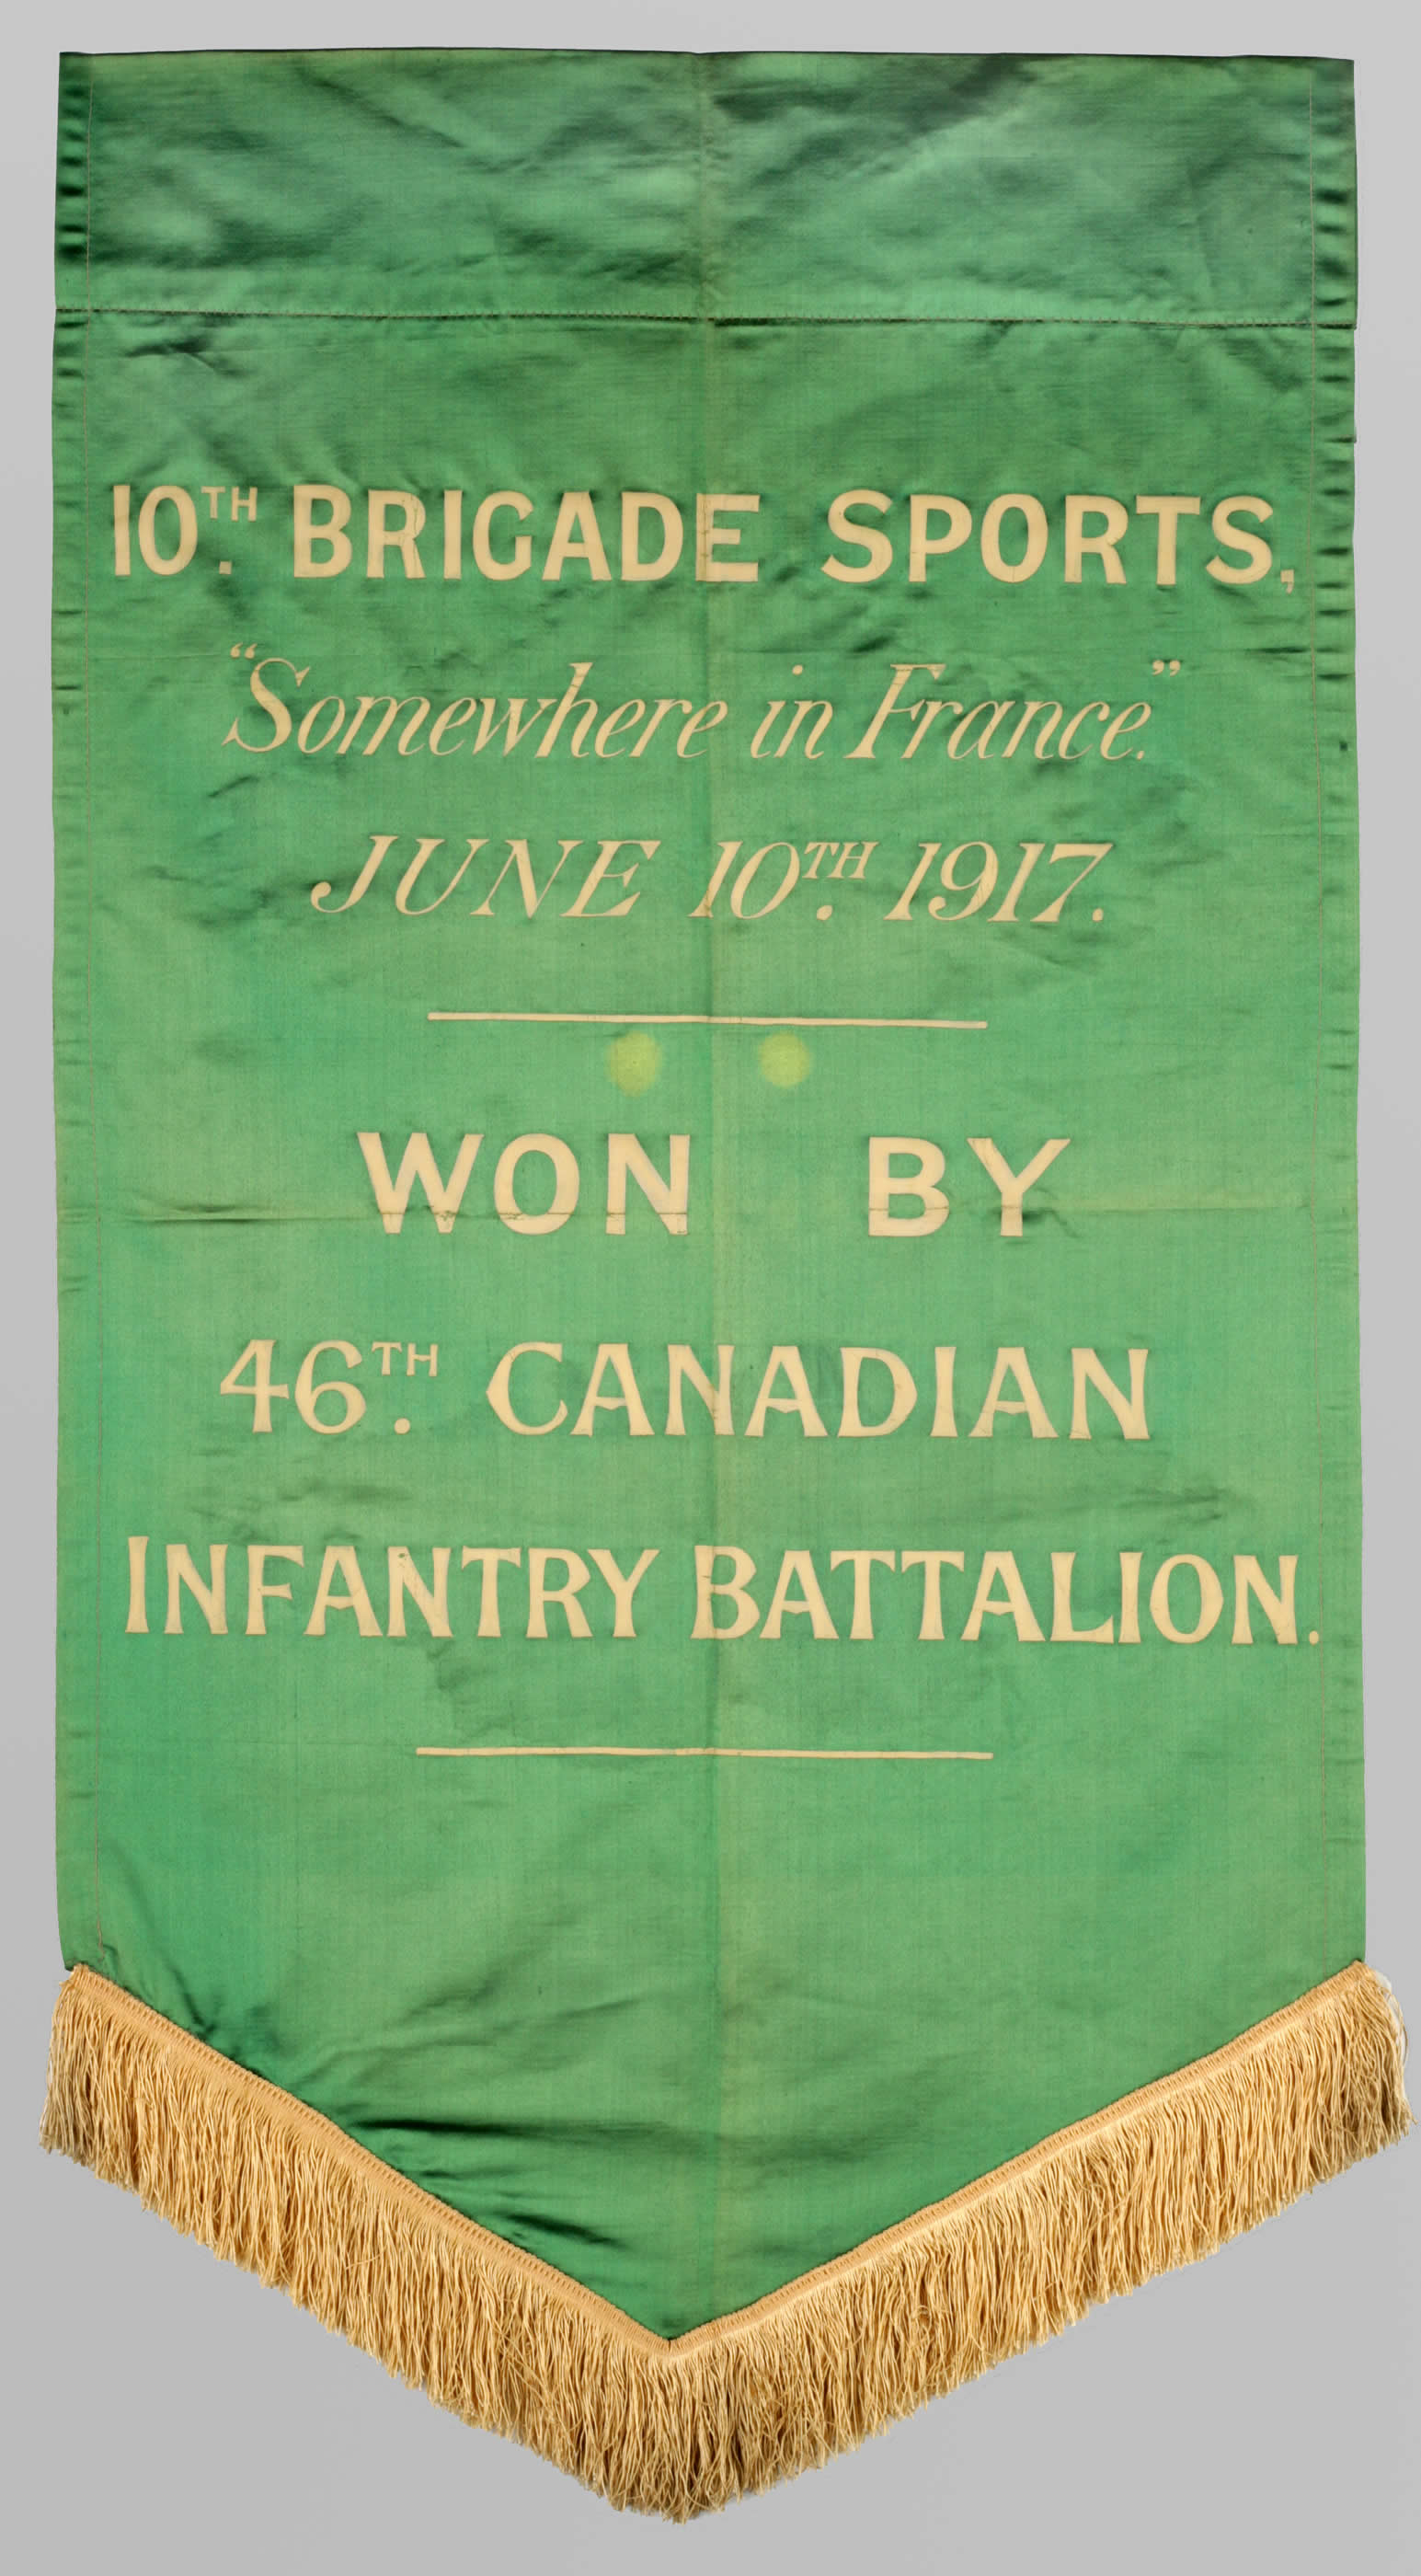 10TH. BRIGADE SPORTS,
“Somewhere in France.”
JUNE 10TH. 1917.
WON BY
46TH. CANADIAN
INFANTRY BATTALION.